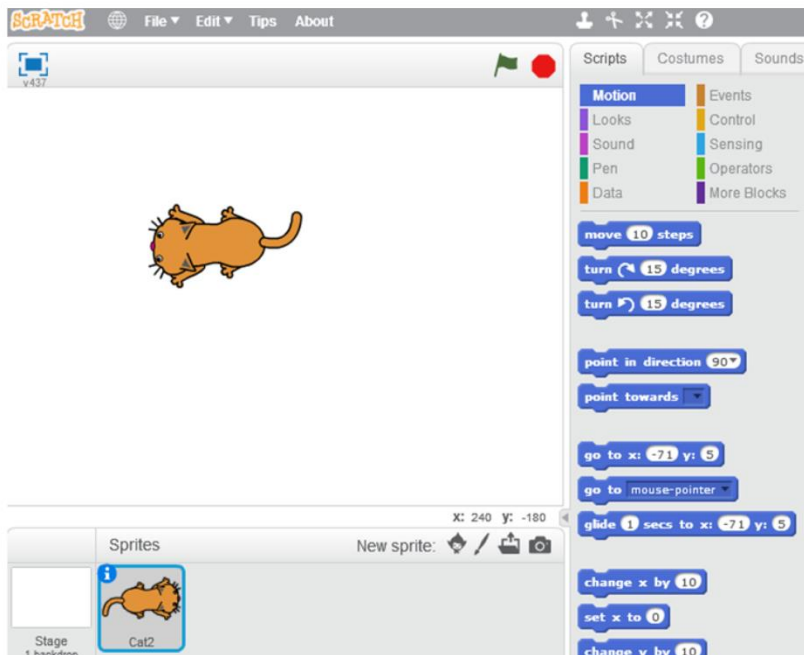 SCRATCH File Edit Tips About
v437
Scripts Costumes Sounds
Motion Events
Looks Control
Sound Sensing
Pen Operators
Data More Blocks
move 10 steps
turn 15 degrees
turn 15 degrees
point in direction 90
point towards
go to x: -71 y: 5
go to mouse-pointer
glide 1 secs to x: -71 y: 5
change x by 10
set x to 0
change y by 10
X: 240 y: -180
Sprites New sprite:
Stage
1 backdrop
Cat2